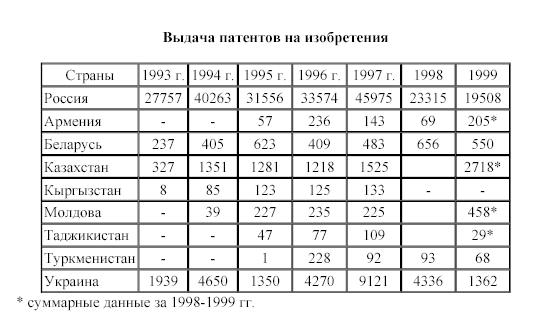 Выдача патентов на изобретения
Страны 1993 г. 1994 г. 1995 г. 1996 г. 1997 г. 1998 1999
Россия 27757 40263 31556 33574 45975 23315 19508
Армения - - 57 236 143 69 205*
Беларусь 237 405 623 409 483 656 550
Казахстан 327 1351 1281 1218 1525 2718*
Кыргызстан 8 85 123 125 133 - -
Молдова - 39 227 235 225 458*
Таджикистан - - 47 77 109 29*
Туркменистан - - 1 228 92 93 68
Украина 1939 4650 1350 4270 9121 4336 1362
* суммарные данные за 1998-1999 гг.